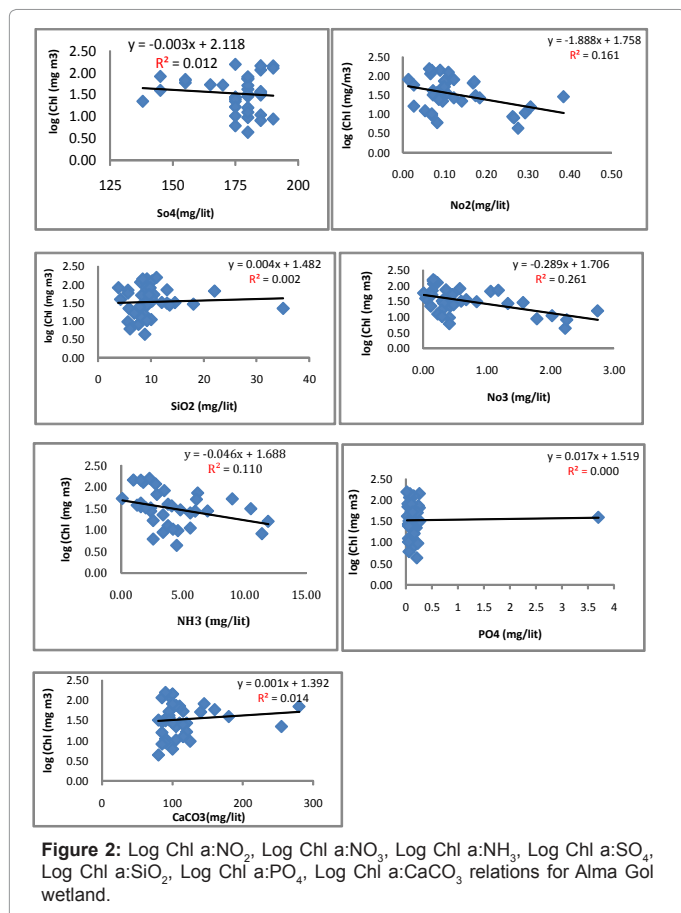 y = -0.003x + 2.118
R² = 0.012
log (Chl (mg m3)
2.50
2.00
1.50
1.00
0.50
0.00
125 150 175 200
So4(mg/lit)
y = -1.888x + 1.758
R² = 0.161
log (Chl (mg/m3)
2.50
2.00
1.50
1.00
0.50
0.00
0.00 0.10 0.20 0.30 0.40 0.50
No2(mg/lit)
y = 0.004x + 1.482
R² = 0.002
log (Chl (mg m3)
2.50
2.00
1.50
1.00
0.50
0.00
0 10 20 30 40
SiO2 (mg/lit)
y = -0.289x + 1.706
R² = 0.261
log (Chl (mg m3)
2.50
2.00
1.50
1.00
0.50
0.00
0.00 1.00 2.00 3.00
No3 (mg/lit)
y = -0.046x + 1.688
R² = 0.110
log (Chl (mg m3)
2.50
2.00
1.50
1.00
0.50
0.00
0.00 5.00 10.00 15.00
NH3 (mg/lit)
y = 0.017x + 1.519
R² = 0.000
log (Chl (mg m3)
2.50
2.00
1.50
1.00
0.50
0.00
0 0.5 1 1.5 2 2.5 3 3.5 4
PO4 (mg/lit)
y = 0.001x + 1.392
R² = 0.014
log (Chl (mg m3)
2.50
2.00
1.50
1.00
0.50
0.00
0 100 200 300
CaCO3(mg/lit)
Figure 2: Log Chl a:NO₂, Log Chl a:NO₃, Log Chl a:NH₃, Log Chl a:SO₄,
Log Chl a:SiO₂, Log Chl a:PO₄, Log Chl a:CaCO₃ relations for Alma Gol
wetland.